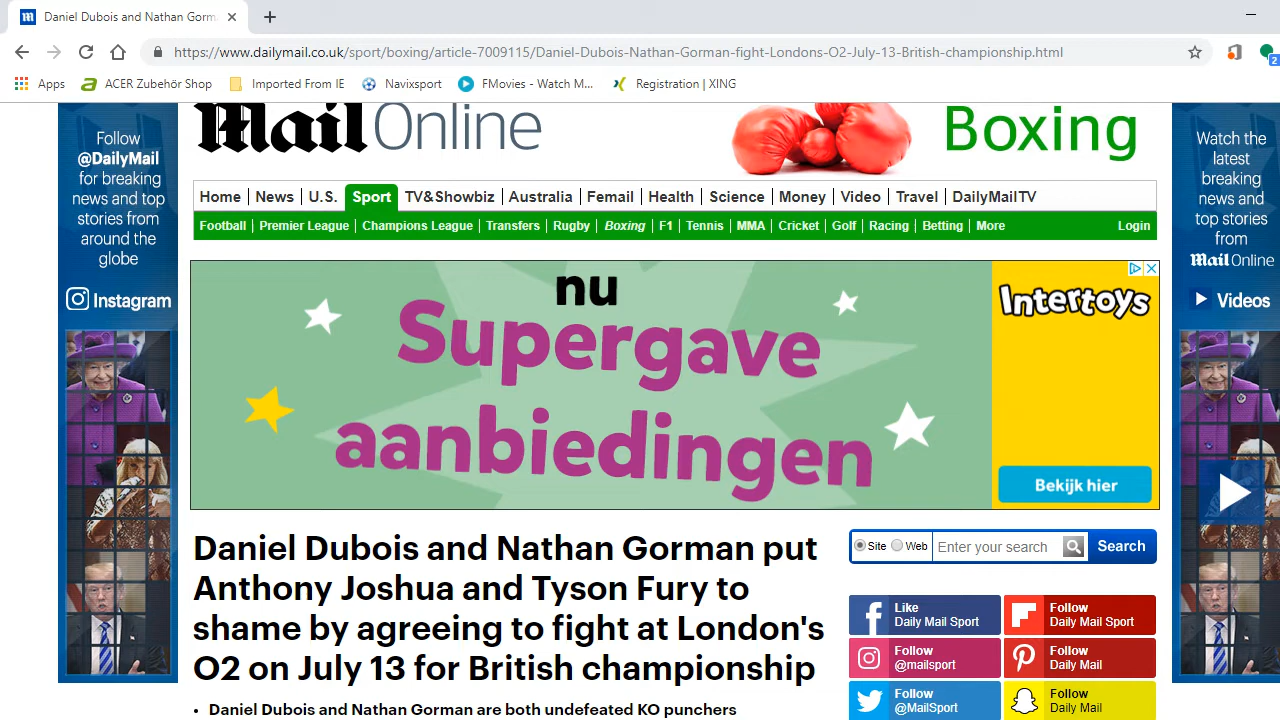 Daniel Dubois and Nathan Gorm
https://www.dailymail.co.uk/sport/boxing/article-7009115/Daniel-Dubois-Nathan-Gorman-fight-Londons-O2-July-13-British-championship.html
2
Apps
ACER Zubehör Shop
Imported From IE
Navixsport
FMovies - Watch M...
Registration | XING
Mail Online
Boxing
Home | News | U.S. | Sport | TV&Showbiz | Australia | Femail | Health | Science | Money | Video | Travel | DailyMailTV
Football | Premier League | Champions League | Transfers | Rugby | Boxing | F1 | Tennis | MMA | Cricket | Golf | Racing | Betting | More
Login
Follow
@DailyMail
for breaking
news and top
stories from
around the
globe
Instagram
nu
Supergave
aanbiedingen
Intertoys
Bekijk hier
Watch the
latest
breaking
news and
top stories
from
Mail Online
Videos
Daniel Dubois and Nathan Gorman put
Anthony Joshua and Tyson Fury to
shame by agreeing to fight at London's
O2 on July 13 for British championship
• Daniel Dubois and Nathan Gorman are both undefeated KO punchers
Site Web Enter your search Search
Like
Daily Mail Sport
Follow
Daily Mail Sport
Follow
@mailsport
Follow
Daily Mail
Follow
@MailSport
Follow
Daily Mail